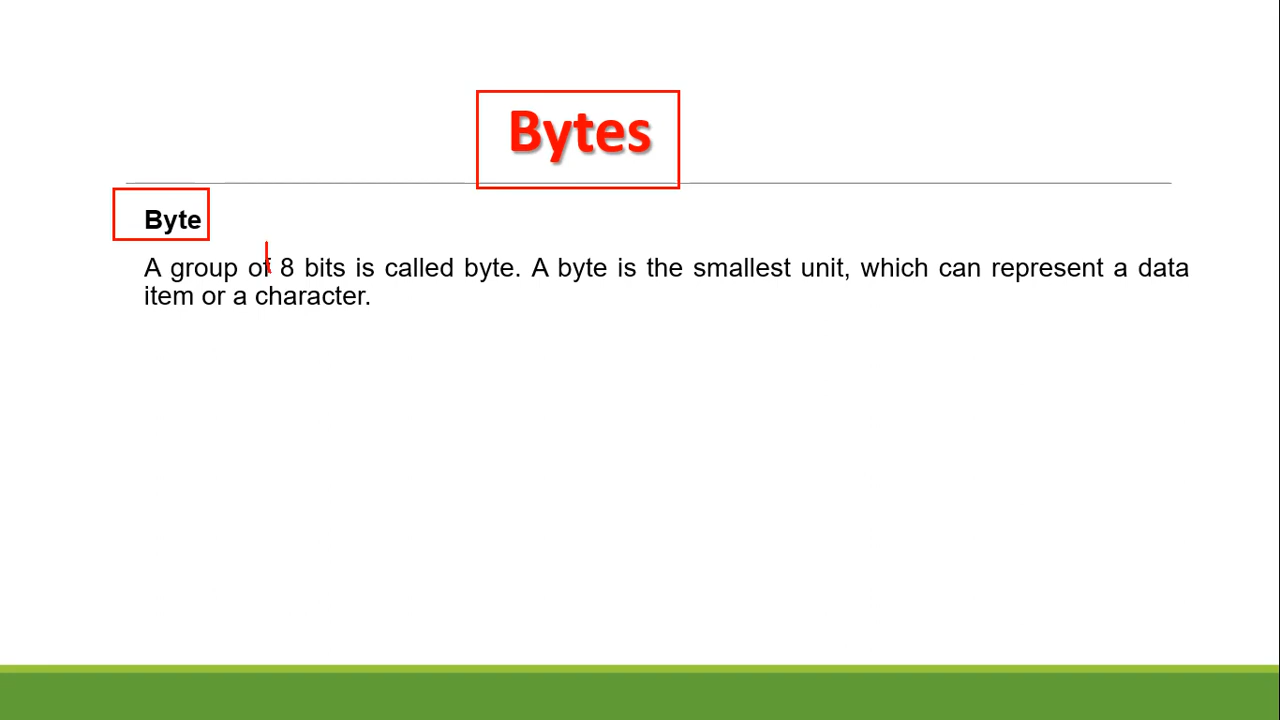 Bytes
Byte
A group of 8 bits is called byte. A byte is the smallest unit, which can represent a data
item or a character.